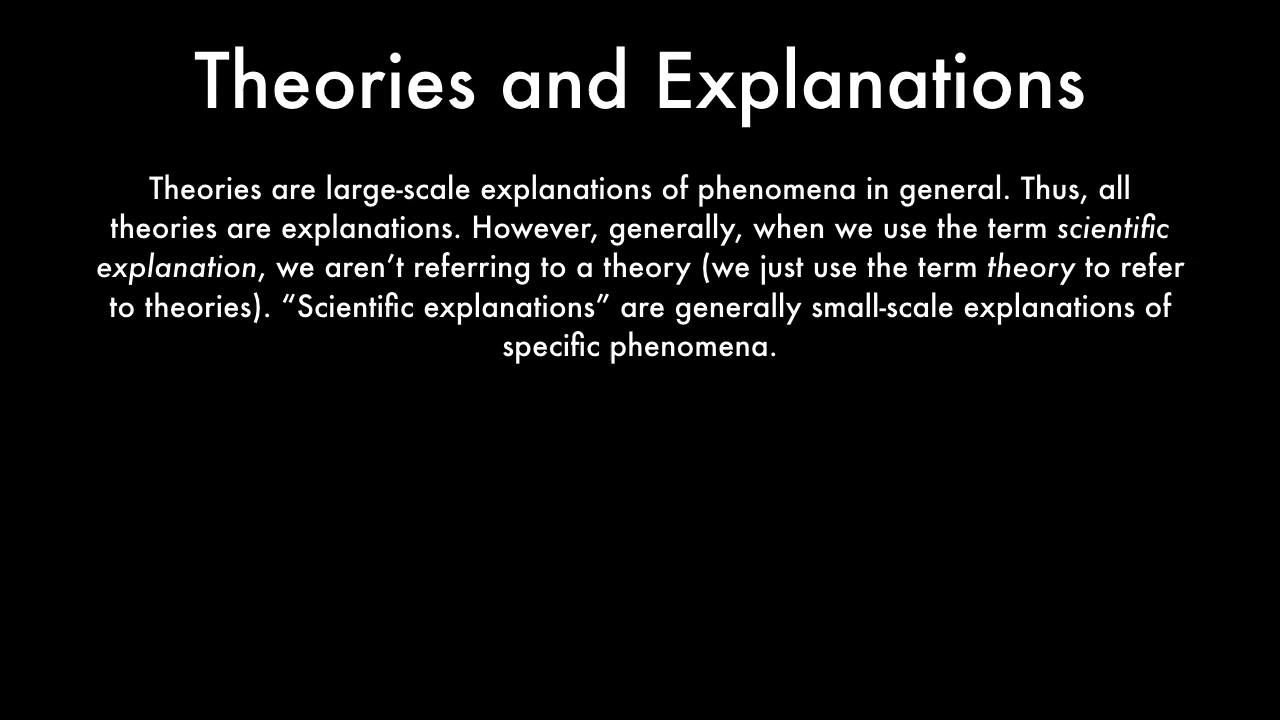 Theories and Explanations
Theories are large-scale explanations of phenomena in general. Thus, all
theories are explanations. However, generally, when we use the term scientific
explanation, we aren’t referring to a theory (we just use the term theory to refer
to theories). “Scientific explanations” are generally small-scale explanations of
specific phenomena.